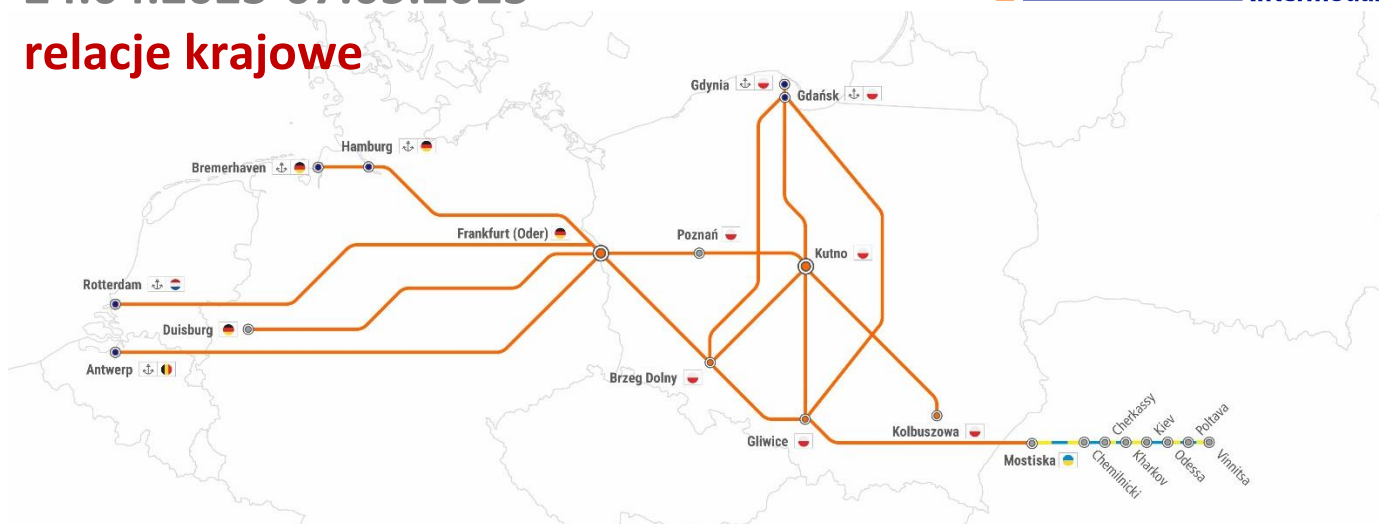 relacje krajowe
Gdynia
Gdańsk
Hamburg
Bremerhaven
Frankfurt (Oder)
Poznań
Kutno
Rotterdam
Duisburg
Antwerp
Brzeg Dolny
Gliwice
Kolbuszowa
Mostiska
Chemilnicki
Cherkassy
Kharkov
Kiev
Odessa
Poltava
Vinnitsa